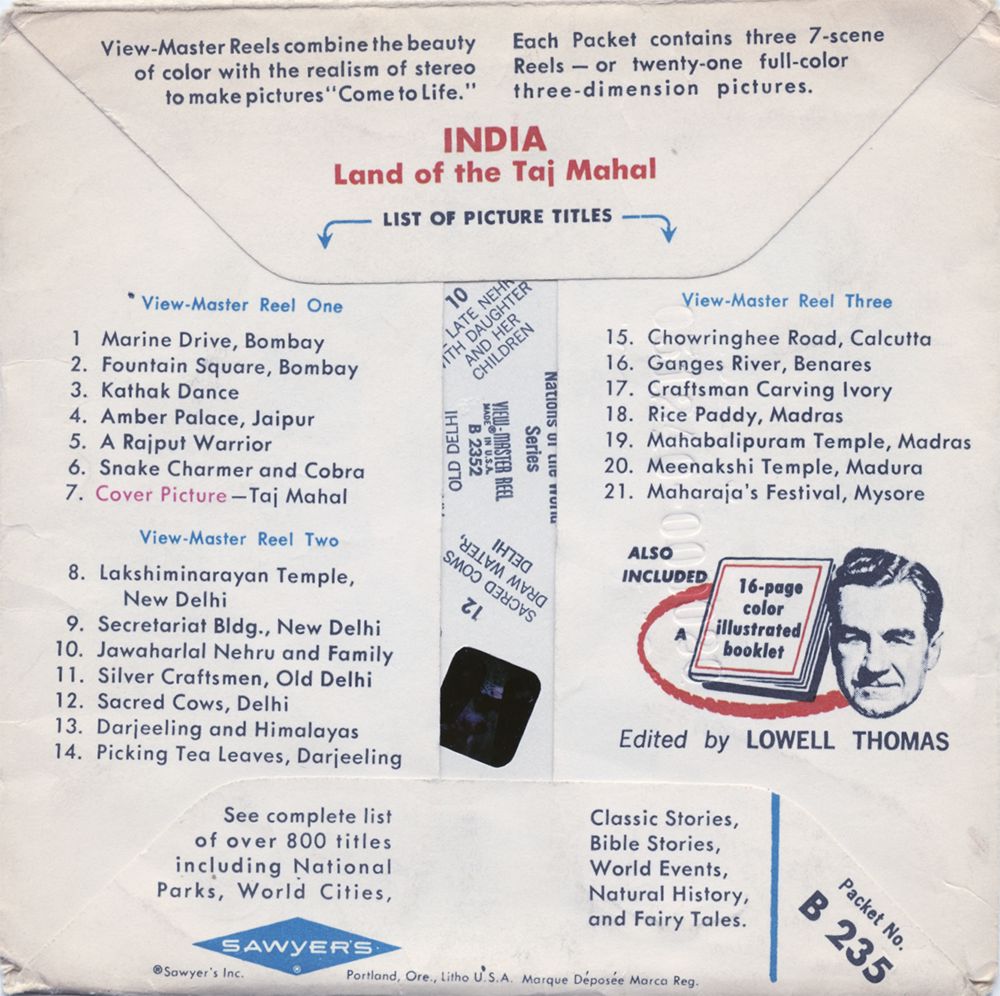 View-Master Reels combine the beauty
of color with the realism of stereo
to make pictures "Come to Life."
Each Packet contains three 7-scene
Reels — or twenty-one full-color
three-dimension pictures.
INDIA
Land of the Taj Mahal
LIST OF PICTURE TITLES
View-Master Reel One
1 Marine Drive, Bombay
2. Fountain Square, Bombay
3. Kathak Dance
4. Amber Palace, Jaipur
5. A Rajput Warrior
6. Snake Charmer and Cobra
7. Cover Picture—Taj Mahal
View-Master Reel Two
8. Lakshiminarayan Temple,
New Delhi
9. Secretariat Bldg., New Delhi
10. Jawaharlal Nehru and Family
11. Silver Craftsmen, Old Delhi
12. Sacred Cows, Delhi
13. Darjeeling and Himalayas
14. Picking Tea Leaves, Darjeeling
10
LATE NEHR
TH DAUGHTER
AND HER
CHILDREN
OLD DELHI
VIEW-MASTER REEL
MADE ® IN U.S.A.
B 2352
Nations of the World
Series
12
SACRED COWS
DRAW WATER,
DELHI
View-Master Reel Three
15. Chowringhee Road, Calcutta
16. Ganges River, Benares
17. Craftsman Carving Ivory
18. Rice Paddy, Madras
19. Mahabalipuram Temple, Madras
20. Meenakshi Temple, Madura
21. Maharaja's Festival, Mysore
ALSO
INCLUDED
A
16-page
color
illustrated
booklet
Edited by LOWELL THOMAS
See complete list
of over 800 titles
including National
Parks, World Cities,
Classic Stories,
Bible Stories,
World Events,
Natural History,
and Fairy Tales.
Packet No.
B 235
SAWYER'S
®
®Sawyer's Inc.
Portland, Ore., Litho U.S.A. Marque Déposée Marca Reg.